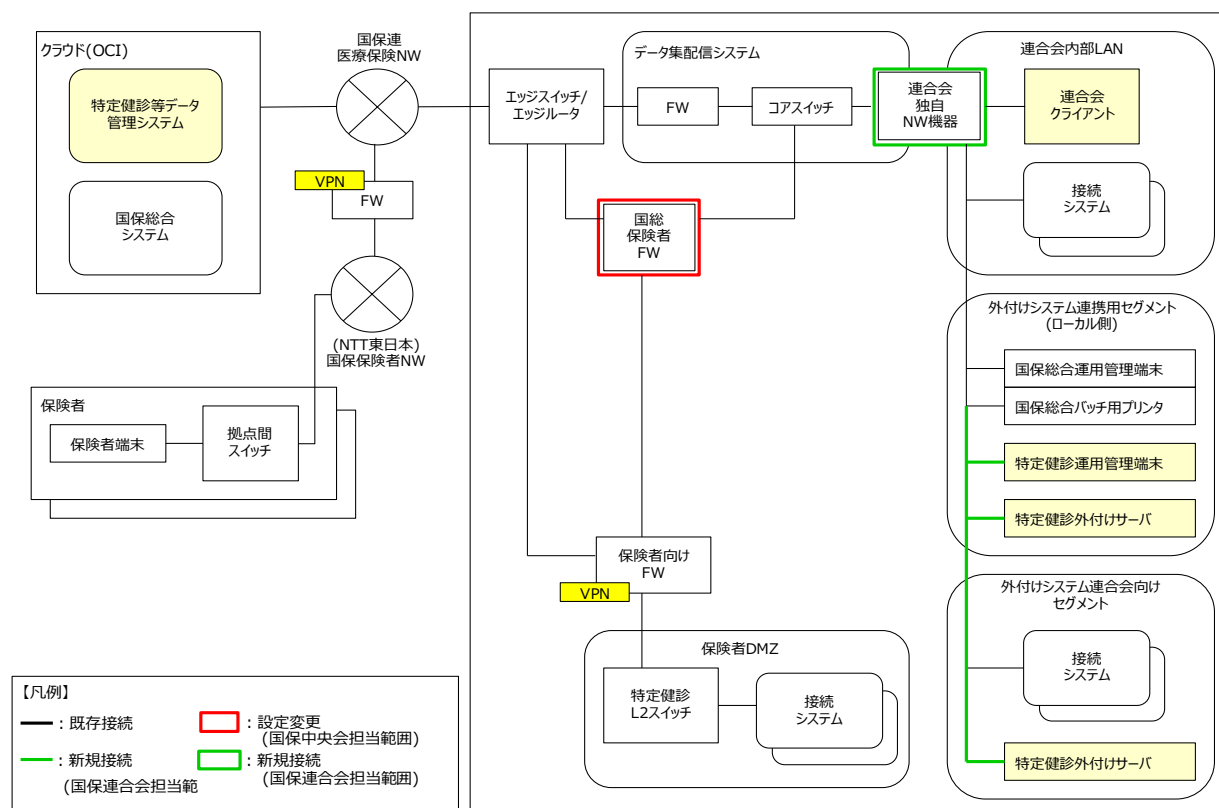 クラウド(OCI)
特定健診等データ
管理システム
国保総合
システム
国保連
医療保険NW
VPN
FW
(NTT東日本)
国保保険者NW
保険者
保険者端末
拠点間
スイッチ
エッジスイッチ/
エッジルータ
データ集配信システム
FW
コアスイッチ
連合会
独自
NW機器
国総
保険者
FW
連合会内部LAN
連合会
クライアント
接続
システム
外付けシステム連携用セグメント
(ローカル側)
国保総合運用管理端末
国保総合バッチ用プリンタ
特定健診運用管理端末
特定健診外付けサーバ
保険者向け
FW
VPN
保険者DMZ
特定健診
L2スイッチ
接続
システム
外付けシステム連合会向け
セグメント
接続
システム
特定健診外付けサーバ
【凡例】
：既存接続
：設定変更
(国保中央会担当範囲)
：新規接続
(国保連合会担当範
：新規接続
(国保連合会担当範囲)